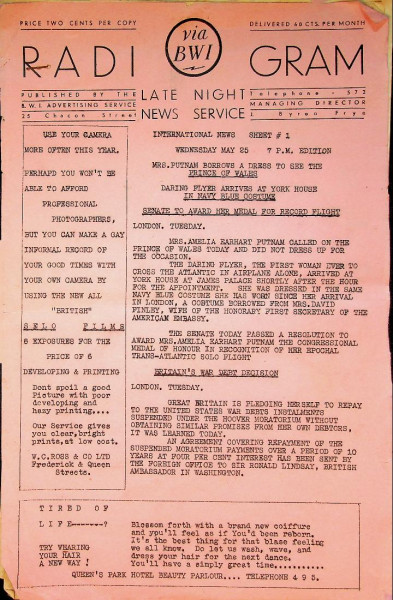 PRICE TWO CENTS PER COPY
DELIVERED 60 CTS. PER MONTH
via
BWI
RADI GRAM
PUBLISHED BY THE
B.W.I. ADVERTISING SERVICE
25 Chacon Street
LATE NIGHT
NEWS SERVICE
Telephone - 572
MANAGING DIRECTOR
Byron Frye
USE YOUR CAMERA
MORE OFTEN THIS YEAR.
PERHAPS YOU WON'T BE
ABLE TO AFFORD
PROFESSIONAL
PHOTOGRAPHERS,
BUT YOU CAN MAKE A GAY
INFORMAL RECORD OF
YOUR GOOD TIMES WITH
YOUR OWN CAMERA BY
USING THE NEW ALL
"BRITISH"
SELO FILMS
8 EXPOSURES FOR THE
PRICE OF 6
DEVELOPING & PRINTING
Dont spoil a good
Picture with poor
developing and
hazy printing....
Our Service gives
you clear,bright
prints,at low cost.
W.C.ROSS & CO LTD
Frederick & Queen
Streets.
INTERNATIONAL NEWS SHEET # 1
WEDNESDAY MAY 25 7 P.M. EDITION
MRS.PUTNAM BORROWS A DRESS TO SEE THE
PRINCE OF WALES
DARING FLYER ARRIVES AT YORK HOUSE
IN NAVY BLUE COSTUME
SENATE TO AWARD HER MEDAL FOR RECORD FLIGHT
LONDON. TUESDAY.
MRS.AMELIA EARHART PUTNAM CALLED ON THE
PRINCE OF WALES TODAY AND DID NOT DRESS UP FOR
THE OCCASION.
THE DARING FLYER, THE FIRST WOMAN EVER TO
CROSS THE ATLANTIC IN AIRPLANE ALONE, ARRIVED AT
YORK HOUSE AT JAMES PALACE SHORTLY AFTER THE HOUR
FOR THE APPOINTMENT. SHE WAS DRESSED IN THE SAME
NAVY BLUE COSTUME SHE HAS WORN SINCE HER ARRIVAL
IN LONDON, A COSTUME BORROWED FROM MRS.DAVID
FINLEY, WIFE OF THE HONORARY FIRST SECRETARY OF THE
AMERICAN EMBASSY.
THE SENATE TODAY PASSED A RESOLUTION TO
AWARD MRS.AMELIA EARHART PUTNAM THE CONGRESSIONAL
MEDAL OF HONOUR IN RECOGNITION OF HER EPOCHAL
TRANS-ATLANTIC SOLO FLIGHT
BRITAIN'S WAR DEBT DECISION
LONDON. TUESDAY.
GREAT BRITAIN IS PLEDGING HERSELF TO REPAY
TO THE UNITED STATES WAR DEBTS INSTALMENTS
SUSPENDED UNDER THE HOOVER MORATORIUM WITHOUT
OBTAINING SIMILAR PROMISES FROM HER OWN DEBTORS,
IT WAS LEARNED TODAY.
AN AGREEMENT COVERING REPAYMENT OF THE
SUSPENDED MORATORIUM PAYMENTS OVER A PERIOD OF 10
YEARS AT FOUR PER CENT INTEREST HAS BEEN SENT BY
THE FOREIGN OFFICE TO SIR RONALD LINDSAY, BRITISH
AMBASSADOR IN WASHINGTON.
TIRED OF
LIFE-------?
TRY WHARING
YOUR HAIR
A NEW WAY !
Blossom forth with a brand new coiffure
and you'll feel as if You'd been reborn.
It's the best thing for that blase feeling
we all know. Do let us wash, wave, and
dress your hair for the next dance.
You'll have a simply great time...........
QUEEN'S PARK HOTEL BEAUTY PARLOUR.... TELEPHONE 4 9 5.